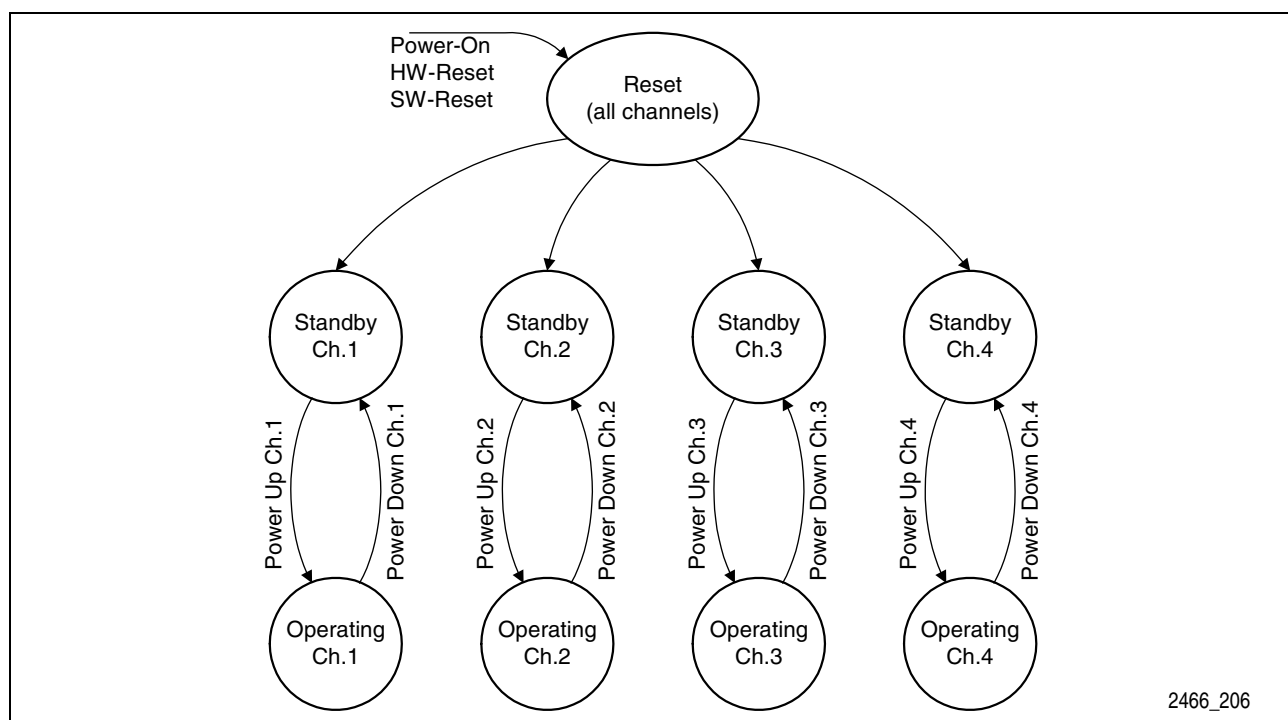 Power-On
HW-Reset
SW-Reset
Reset
(all channels)
Standby
Ch.1
Standby
Ch.2
Standby
Ch.3
Standby
Ch.4
Power Up Ch.1
Power Down Ch.1
Power Up Ch.2
Power Down Ch.2
Power Up Ch.3
Power Down Ch.3
Power Up Ch.4
Power Down Ch.4
Operating
Ch.1
Operating
Ch.2
Operating
Ch.3
Operating
Ch.4
2466_206